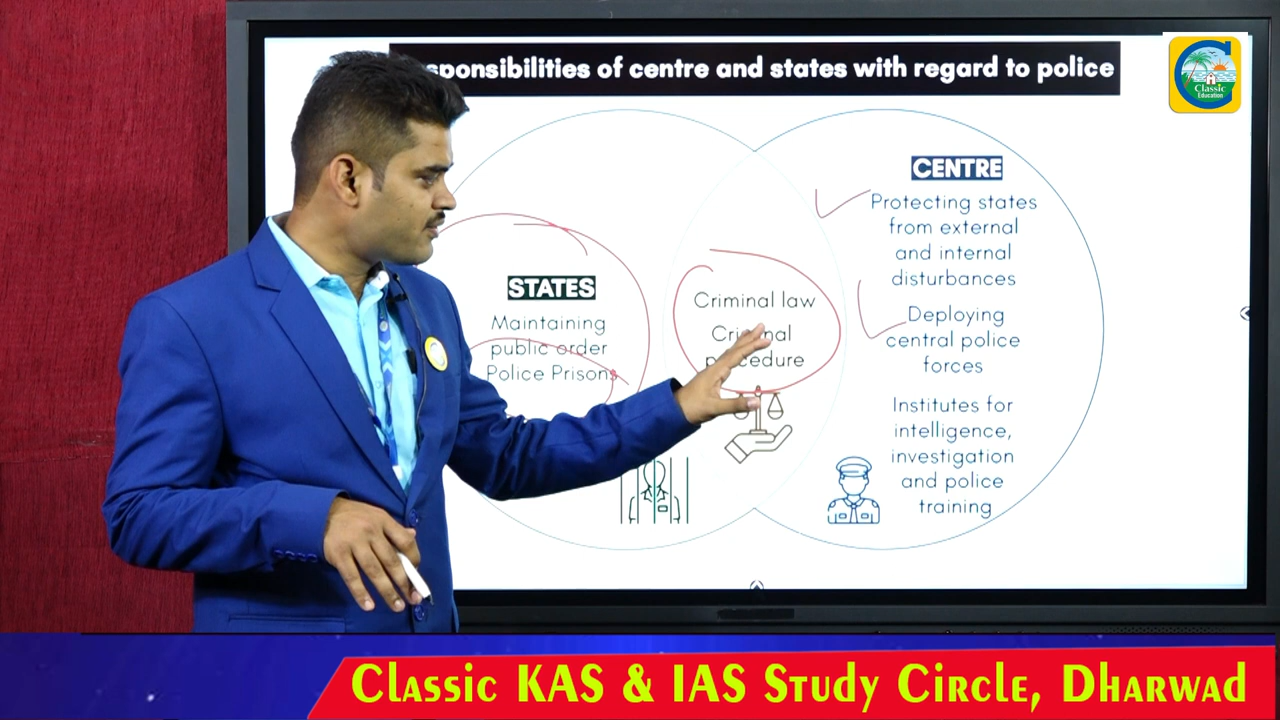 sponsibilities of centre and states with regard to police
Classic
Education
CENTRE
Protecting states
from external
and internal
disturbances
Deploying
central police
forces
Institutes for
intelligence,
investigation
and police
training
STATES
Maintaining
public order
Police Prisons
Criminal law
Criminal
procedure
Classic KAS & IAS Study Circle, Dharwad